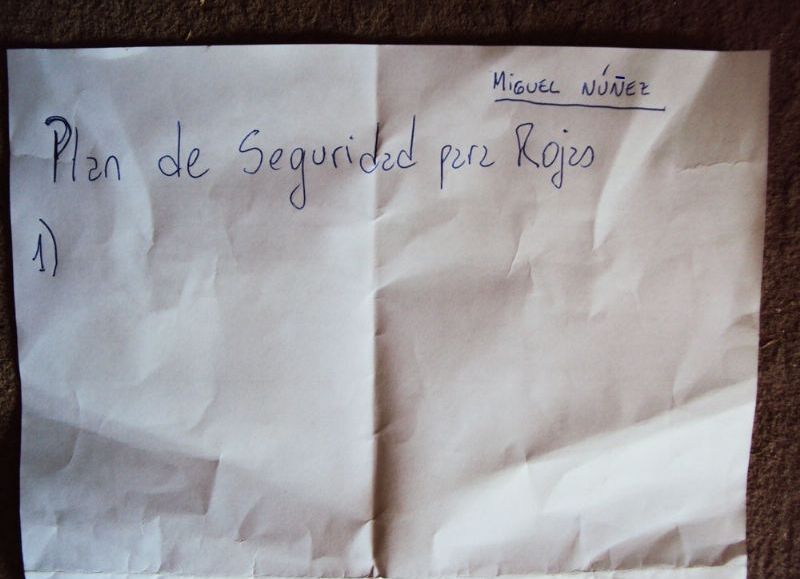 Miguel Núñez
Plan de Seguridad para Rojas
1)